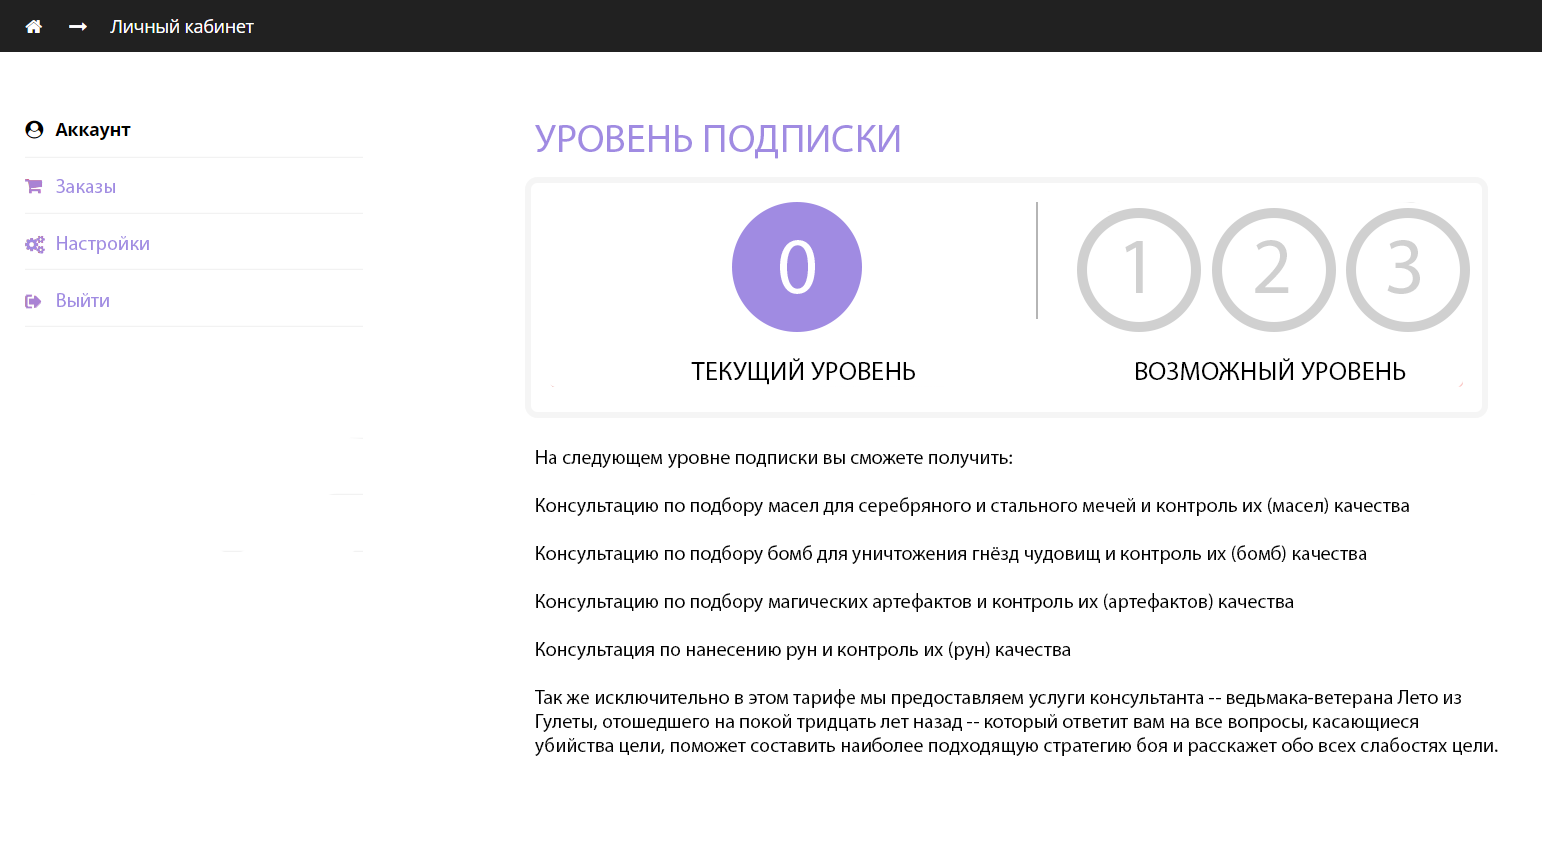 Личный кабинет
Аккаунт
Заказы
Настройки
Выйти
УРОВЕНЬ ПОДПИСКИ
0
1 2 3
ТЕКУЩИЙ УРОВЕНЬ
ВОЗМОЖНЫЙ УРОВЕНЬ
На следующем уровне подписки вы сможете получить:
Консультацию по подбору масел для серебряного и стального мечей и контроль их (масел) качества
Консультацию по подбору бомб для уничтожения гнёзд чудовищ и контроль их (бомб) качества
Консультацию по подбору магических артефактов и контроль их (артефактов) качества
Консультация по нанесению рун и контроль их (рун) качества
Так же исключительно в этом тарифе мы предоставляем услуги консультанта -- ведьмака-ветерана Лето из
Гулеты, отошедшего на покой тридцать лет назад -- который ответит вам на все вопросы, касающиеся
убийства цели, поможет составить наиболее подходящую стратегию боя и расскажет обо всех слабостях цели.